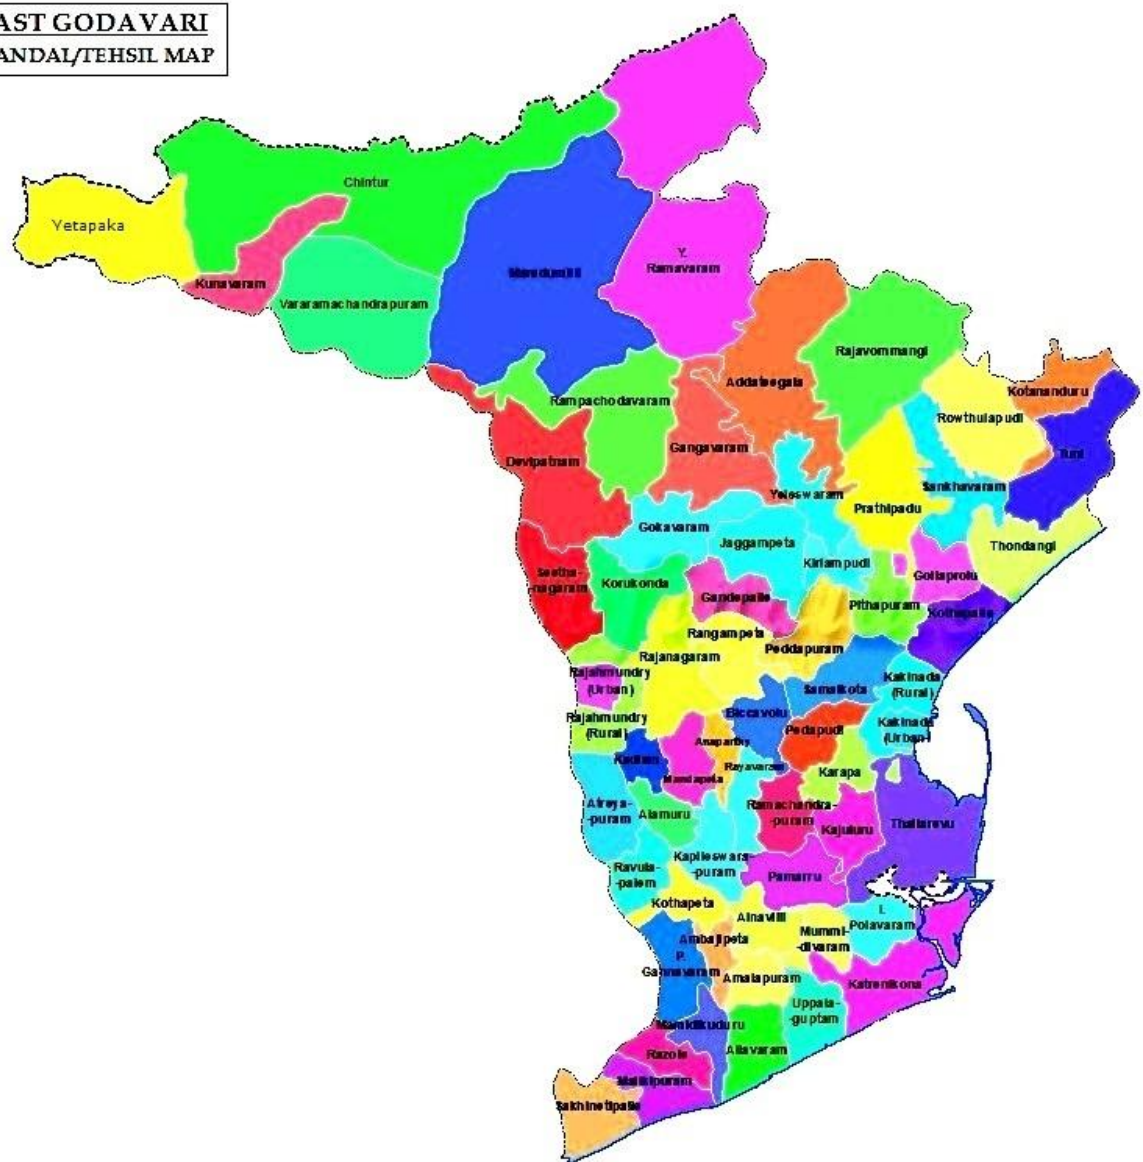 AST GODAVARI
ANDAL/TEHSIL MAP
Chintur
Yetapaka
Kunavaram
Vararamachandrapuram
Maredumilli
Y.
Ramavaram
Rajavommangi
Addateegala
Kotananduru
Rampachodavaram
Rowthulapudi
Gangavaram
Tuni
Devipatnam
Sankhavaram
Yeleswaram
Prathipadu
Gokavaram
Jaggampeta
Thondangi
Kirlampudi
Gollaprolu
Seetha-
-nagaram
Korukonda
Gandepalle
Pithapuram
Kothapalle
Rangampeta
Peddapuram
Rajanagaram
Rajahmundry
(Urban)
Samalkota
Kakinada
(Rural)
Biccavolu
Rajahmundry
(Rural)
Pedapudi
Kakinada
(Urban)
Anaparthy
Kadiam
Rayavaram
Mandapeta
Karapa
Atreya-
-puram
Alamuru
Ramachandra-
-puram
Kajuluru
Thallarevu
Kapileswara-
-puram
Ravula-
-palem
Pamarru
Kothapeta
Ainavilli
I.
Polavaram
Mummi-
-divaram
Ambajipeta
P.
Gannavaram
Amalapuram
Katrenikona
Uppala-
-guptam
Mamidikuduru
Razole
Allavaram
Malikipuram
Sakhinetipalle